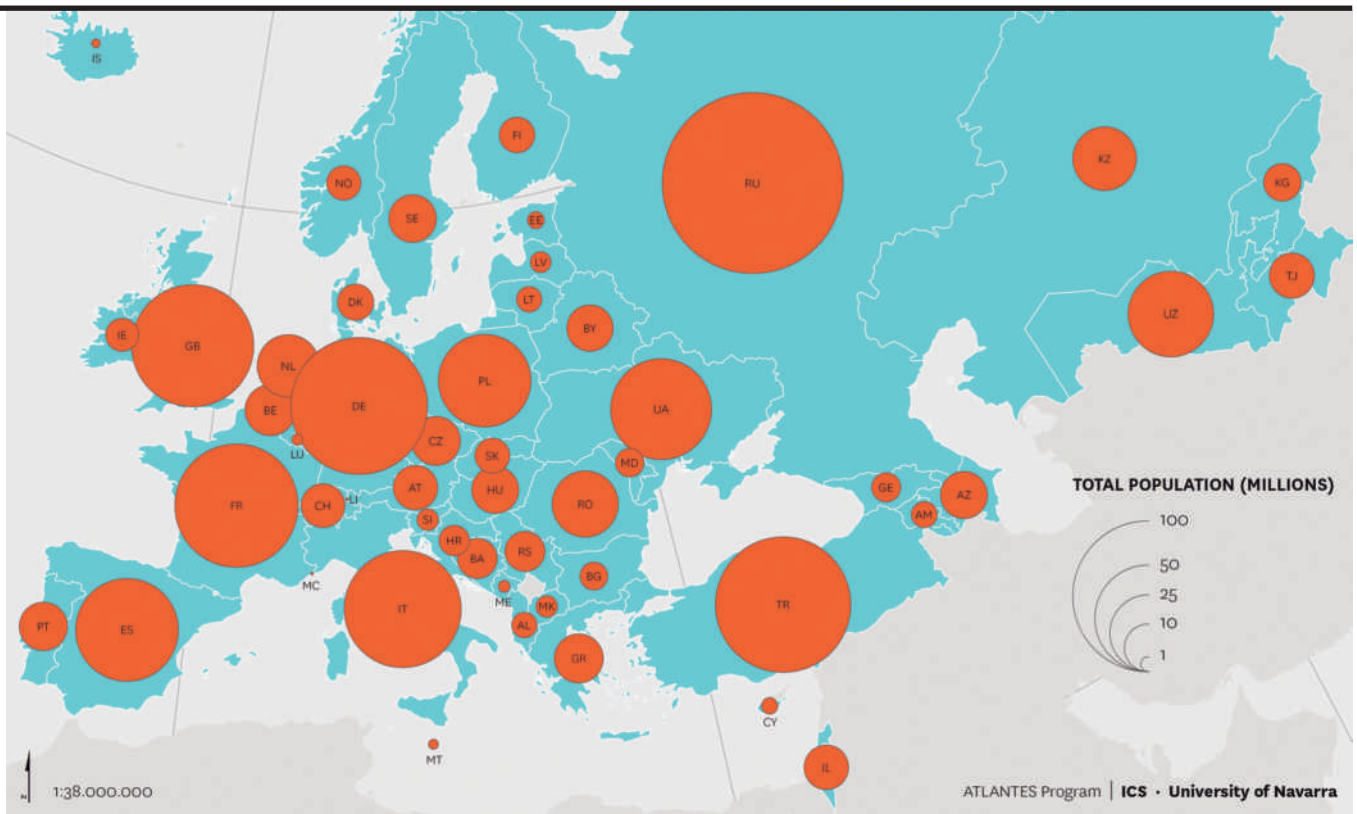 IS
FI
NO
SE
RU
KZ
KG
EE
LV
LT
DK
BY
TJ
UZ
IE
GB
NL
DE
PL
BE
UA
LU
CZ
SK
MD
FR
CH
LI
AT
HU
RO
GE
AZ
AM
SI
HR
BA
RS
BG
MC
ME
MK
AL
IT
TR
PT
ES
GR
CY
MT
IL
TOTAL POPULATION (MILLIONS)
100
50
25
10
1
N
1:38.000.000
ATLANTES Program | ICS · University of Navarra